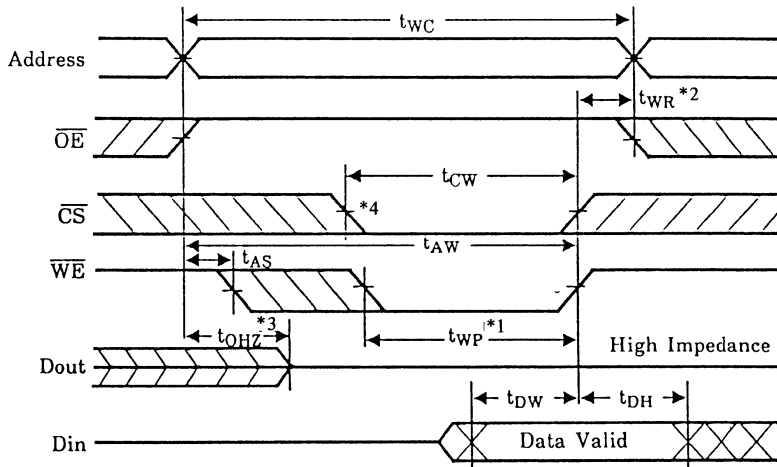 tWC
Address
tWR*2
OE
tCW
CS
*4
tAW
WE
tAS
tOHZ*3
tWP*1
High Impedance
Dout
tDW
tDH
Din
Data Valid